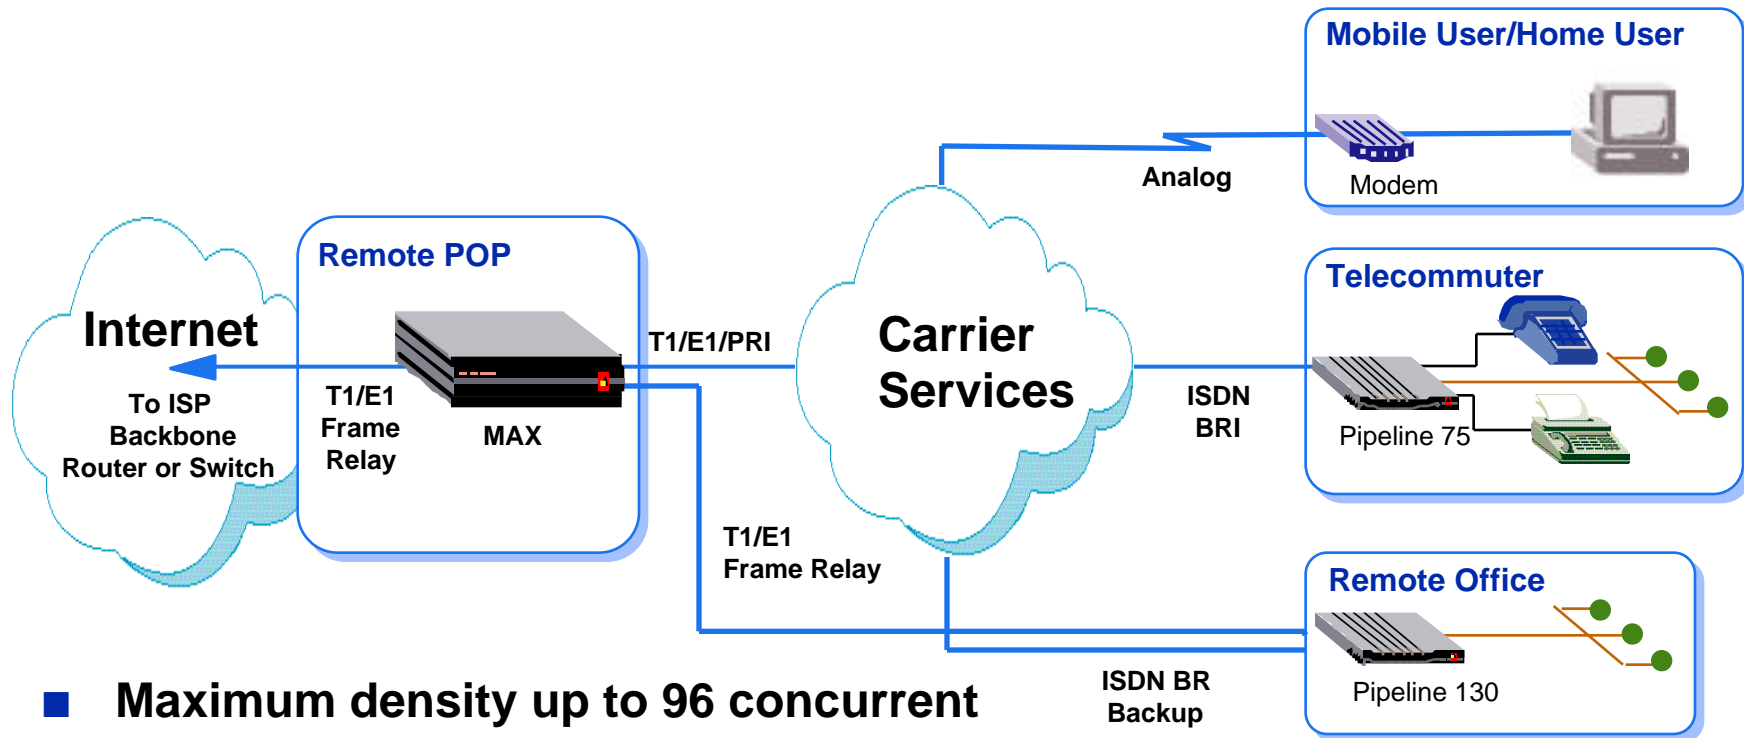 Mobile User/Home User
Analog
Modem
Remote POP
Internet
To ISP
Backbone
Router or Switch
T1/E1
Frame
Relay
MAX
T1/E1/PRI
Carrier
Services
Telecommuter
ISDN
BRI
Pipeline 75
T1/E1
Frame Relay
Remote Office
ISDN BR
Backup
Pipeline 130
■ Maximum density up to 96 concurrent